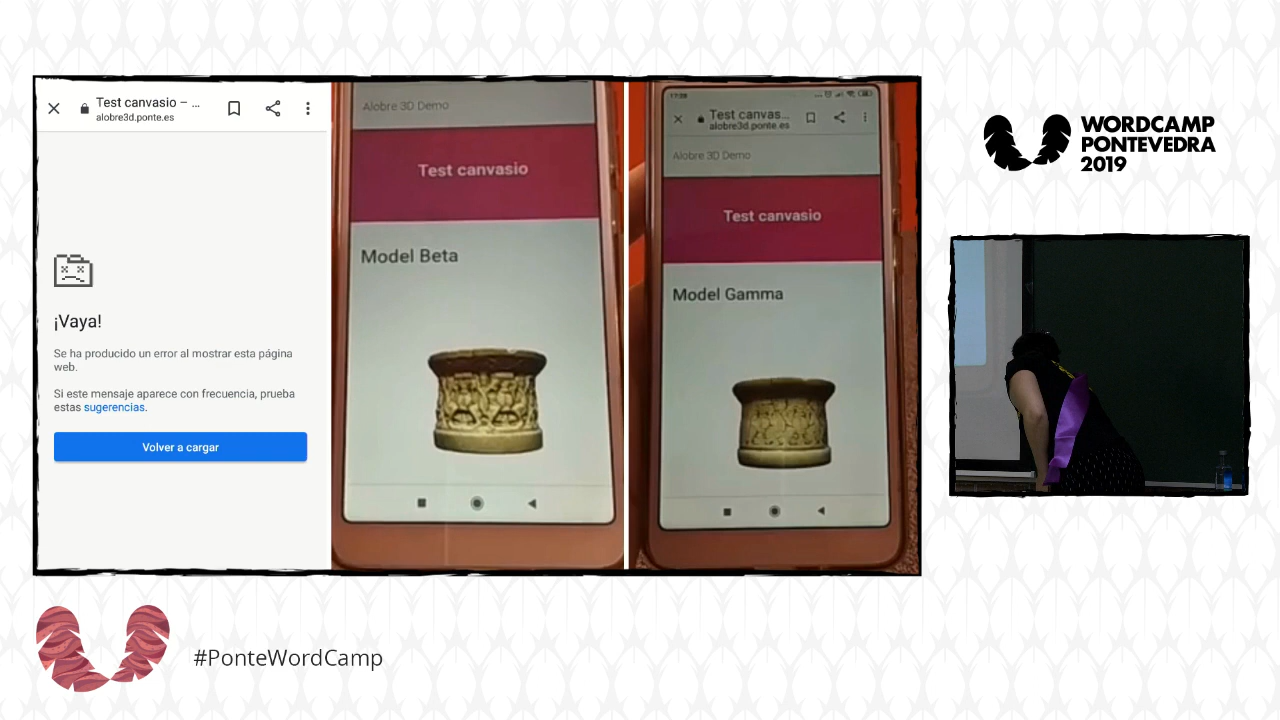 Test canvasio – ...
alobre3d.ponte.es
¡Vaya!
Se ha producido un error al mostrar esta página
web.
Si este mensaje aparece con frecuencia, prueba
estas sugerencias.
Volver a cargar
Alobre 3D Demo
Test canvasio
Model Beta
17:28
Test canvas...
alobre3d.ponte.es
Alobre 3D Demo
Test canvasio
Model Gamma
WORDCAMP
PONTEVEDRA
2019
#PonteWordCamp